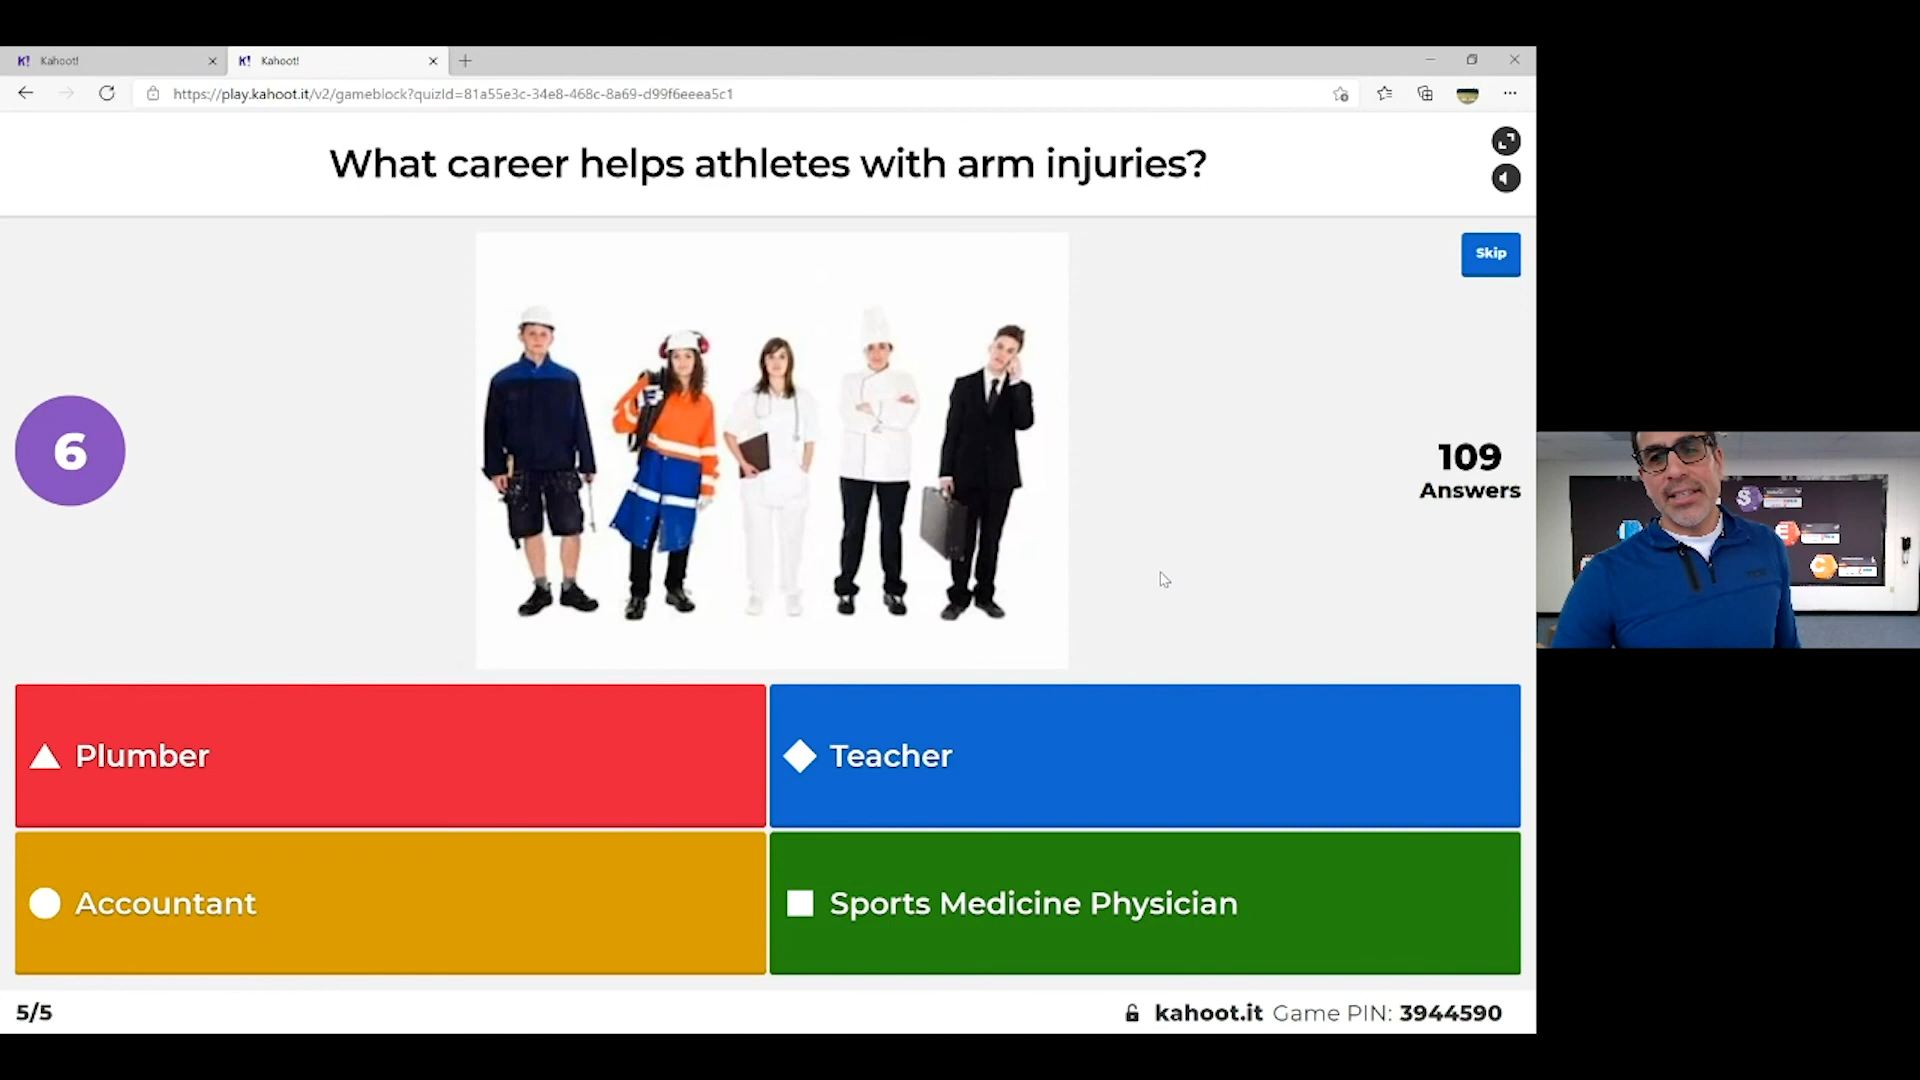 K! Kahoot!
K! Kahoot!
https://play.kahoot.it/v2/gameblock?quizId=81a55e3c-34e8-468c-8a69-d99f6eeea5c1
What career helps athletes with arm injuries?
Skip
6
109
Answers
S
E
C
Plumber
Teacher
Accountant
Sports Medicine Physician
5/5
kahoot.it Game PIN: 3944590